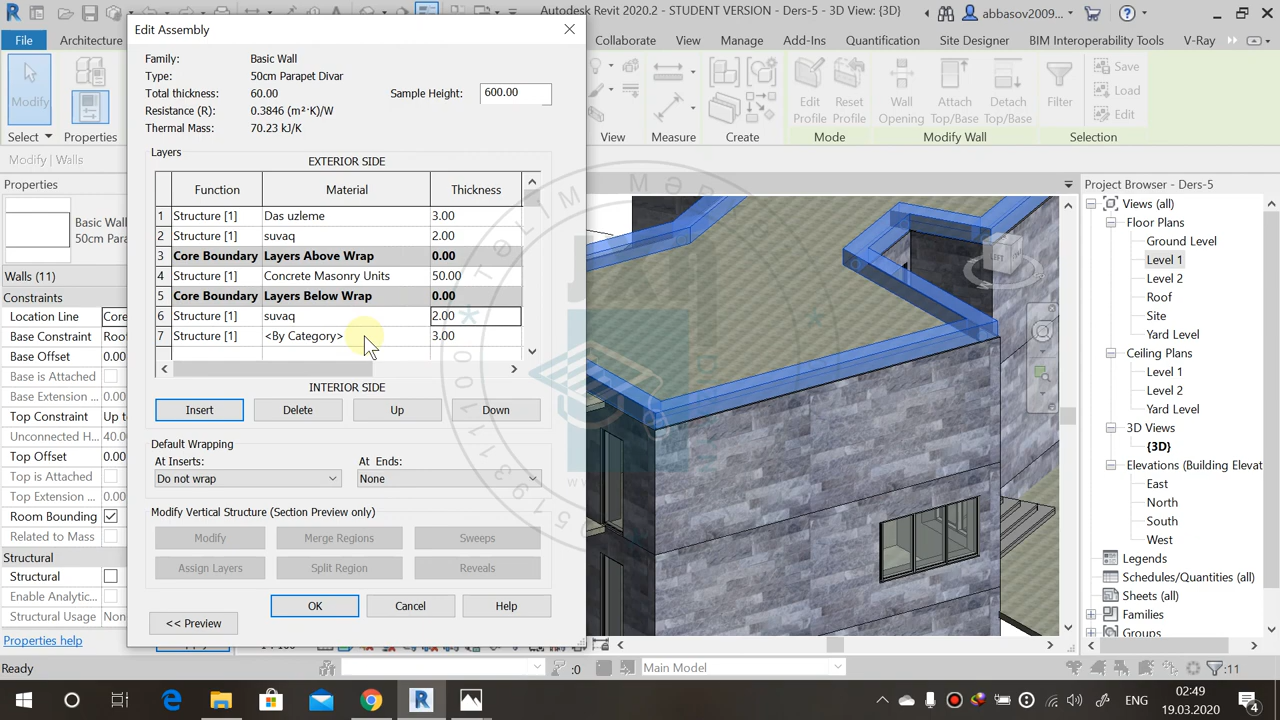 Autodesk Revit 2020.2 - STUDENT VERSION - Ders-5 - 3D View: {3D}
abbasov2009...
File
Architecture
Collaborate
View
Manage
Add-Ins
Quantification
Site Designer
BIM Interoperability Tools
V-Ray
Modify
Properties
Edit
Profile
Reset
Profile
Wall
Opening
Attach
Top/Base
Detach
Top/Base
Filter
Save
Load
Edit
Select
Properties
View
Measure
Create
Mode
Modify Wall
Selection
Modify | Walls
Edit Assembly
Family: Basic Wall
Type: 50cm Parapet Divar
Total thickness: 60.00 Sample Height: 600.00
Resistance (R): 0.3846 (m²·K)/W
Thermal Mass: 70.23 kJ/K
Layers
EXTERIOR SIDE
Function Material Thickness
1 Structure [1] Das uzleme 3.00
2 Structure [1] suvaq 2.00
3 Core Boundary Layers Above Wrap 0.00
4 Structure [1] Concrete Masonry Units 50.00
5 Core Boundary Layers Below Wrap 0.00
6 Structure [1] suvaq 2.00
7 Structure [1] <By Category> 3.00
INTERIOR SIDE
Insert Delete Up Down
Default Wrapping
At Inserts: At Ends:
Do not wrap None
Modify Vertical Structure (Section Preview only)
Modify Merge Regions Sweeps
Assign Layers Split Region Reveals
OK Cancel Help
<< Preview
Properties
Basic Wall
50cm Para
Walls (11)
Constraints
Location Line Core
Base Constraint Roo
Base Offset 0.00
Base is Attached
Base Extension ... 0.00
Top Constraint Up t
Unconnected H... 40.0
Top Offset 0.00
Top is Attached
Top Extension ... 0.00
Room Bounding
Related to Mass
Structural
Structural
Enable Analytic...
Structural Usage Non
Properties help
Project Browser - Ders-5
Views (all)
Floor Plans
Ground Level
Level 1
Level 2
Roof
Site
Yard Level
Ceiling Plans
Level 1
Level 2
Yard Level
3D Views
{3D}
Elevations (Building Elevat
East
North
South
West
Legends
Schedules/Quantities (all)
Sheets (all)
Families
Groups
Ready
:0
Main Model
:11
ENG
02:49
19.03.2020
4